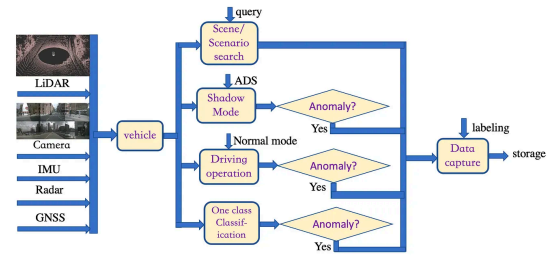 query
Scene/
Scenario
search
LiDAR
ADS
Shadow
Mode
Anomaly?
Yes
labeling
Camera
vehicle
Normal mode
Driving
operation
Anomaly?
Yes
Data
capture
storage
IMU
Radar
GNSS
One class
Classif-
ication
Anomaly?
Yes